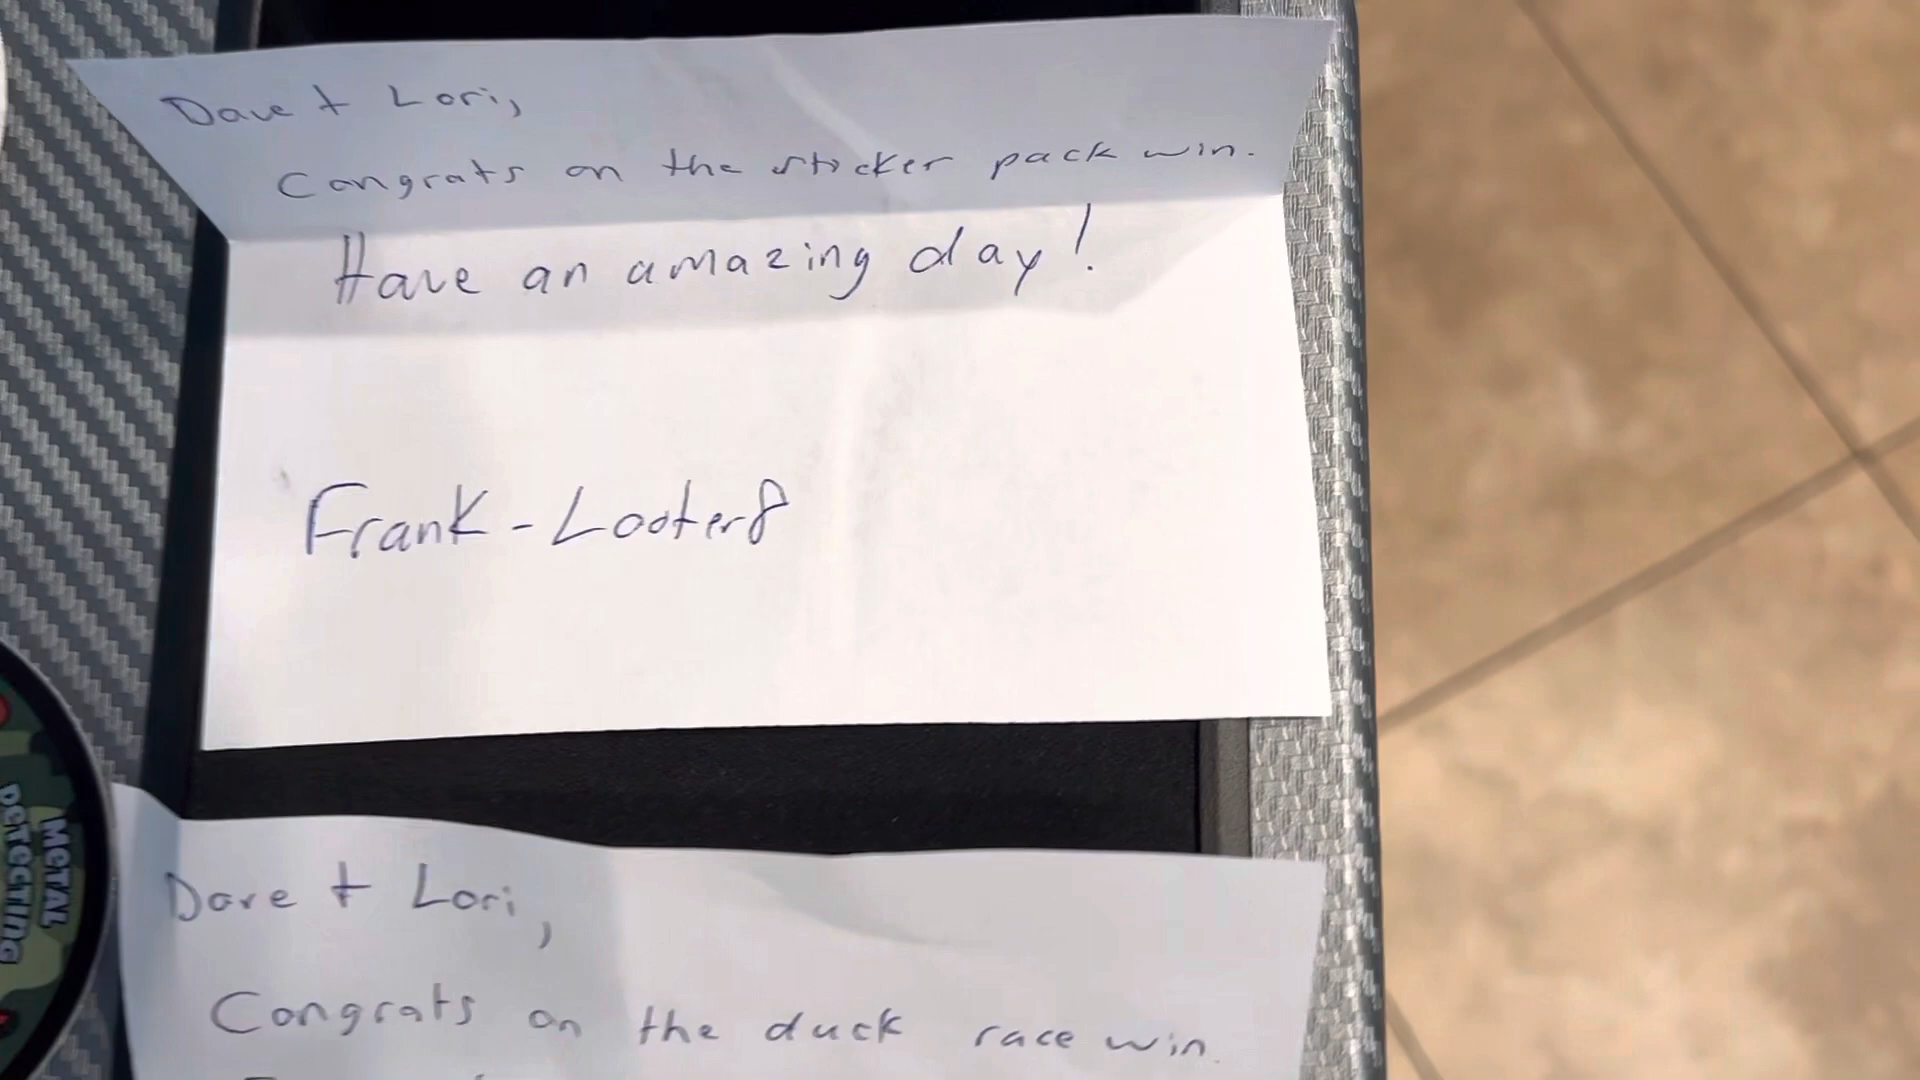 Dave + Lori,
Congrats on the sticker pack win.
Have an amazing day!
Frank - Looter8
METAL
DETECTING
Dave + Lori,
Congrats on the duck race win.